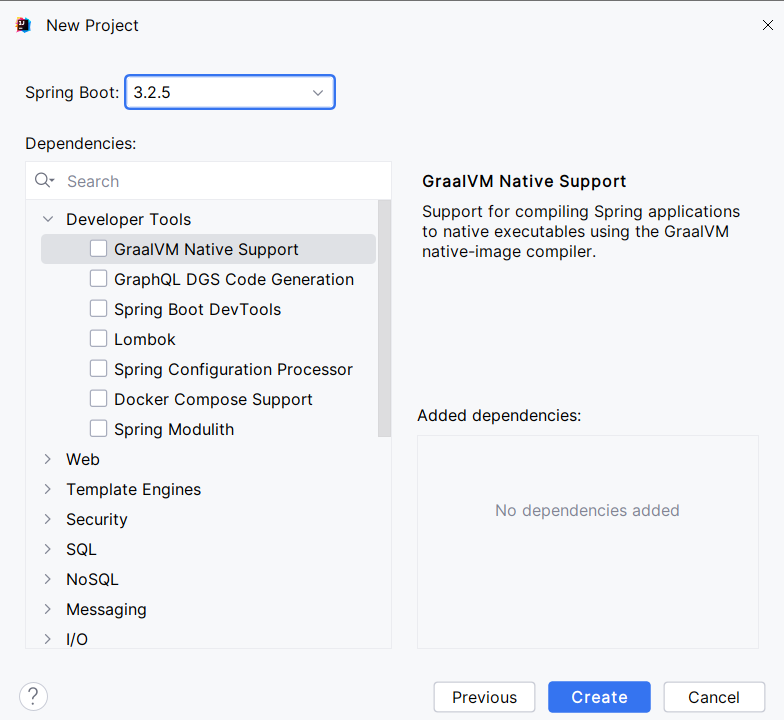 New Project
Spring Boot: 3.2.5
Dependencies:
Search
Developer Tools
GraalVM Native Support
GraphQL DGS Code Generation
Spring Boot DevTools
Lombok
Spring Configuration Processor
Docker Compose Support
Spring Modulith
Web
Template Engines
Security
SQL
NoSQL
Messaging
I/O
GraalVM Native Support
Support for compiling Spring applications
to native executables using the GraalVM
native-image compiler.
Added dependencies:
No dependencies added
?
Previous
Create
Cancel